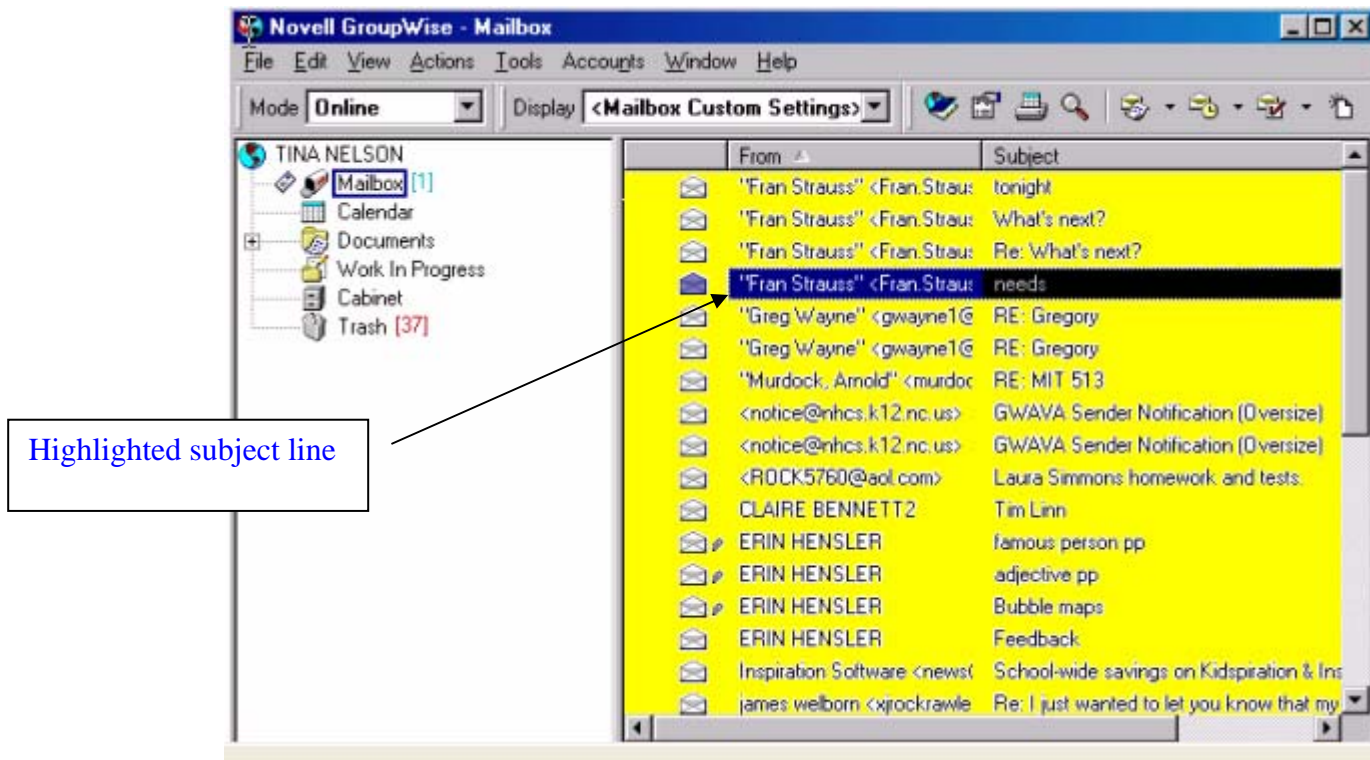 Novell GroupWise - Mailbox
File Edit View Actions Tools Accounts Window Help
Mode Online Display <Mailbox Custom Settings>
TINA NELSON
Mailbox [1]
Calendar
Documents
Work In Progress
Cabinet
Trash [37]
Highlighted subject line
From Subject
"Fran Strauss" <Fran.Straus tonight
"Fran Strauss" <Fran.Straus What's next?
"Fran Strauss" <Fran.Straus Re: What's next?
"Fran Strauss" <Fran.Straus needs
"Greg Wayne" <gwayne1@ RE: Gregory
"Greg Wayne" <gwayne1@ RE: Gregory
"Murdock, Arnold" <murdoc RE: MIT 513
<notice@nhcs.k12.nc.us> GWAVA Sender Notification (Oversize)
<notice@nhcs.k12.nc.us> GWAVA Sender Notification (Oversize)
<ROCK5760@aol.com> Laura Simmons homework and tests.
CLAIRE BENNETT2 Tim Linn
ERIN HENSLER famous person pp
ERIN HENSLER adjective pp
ERIN HENSLER Bubble maps
ERIN HENSLER Feedback
Inspiration Software <news( School-wide savings on Kidspiration & Ins
james welborn <xjrockrawle Re: I just wanted to let you know that my